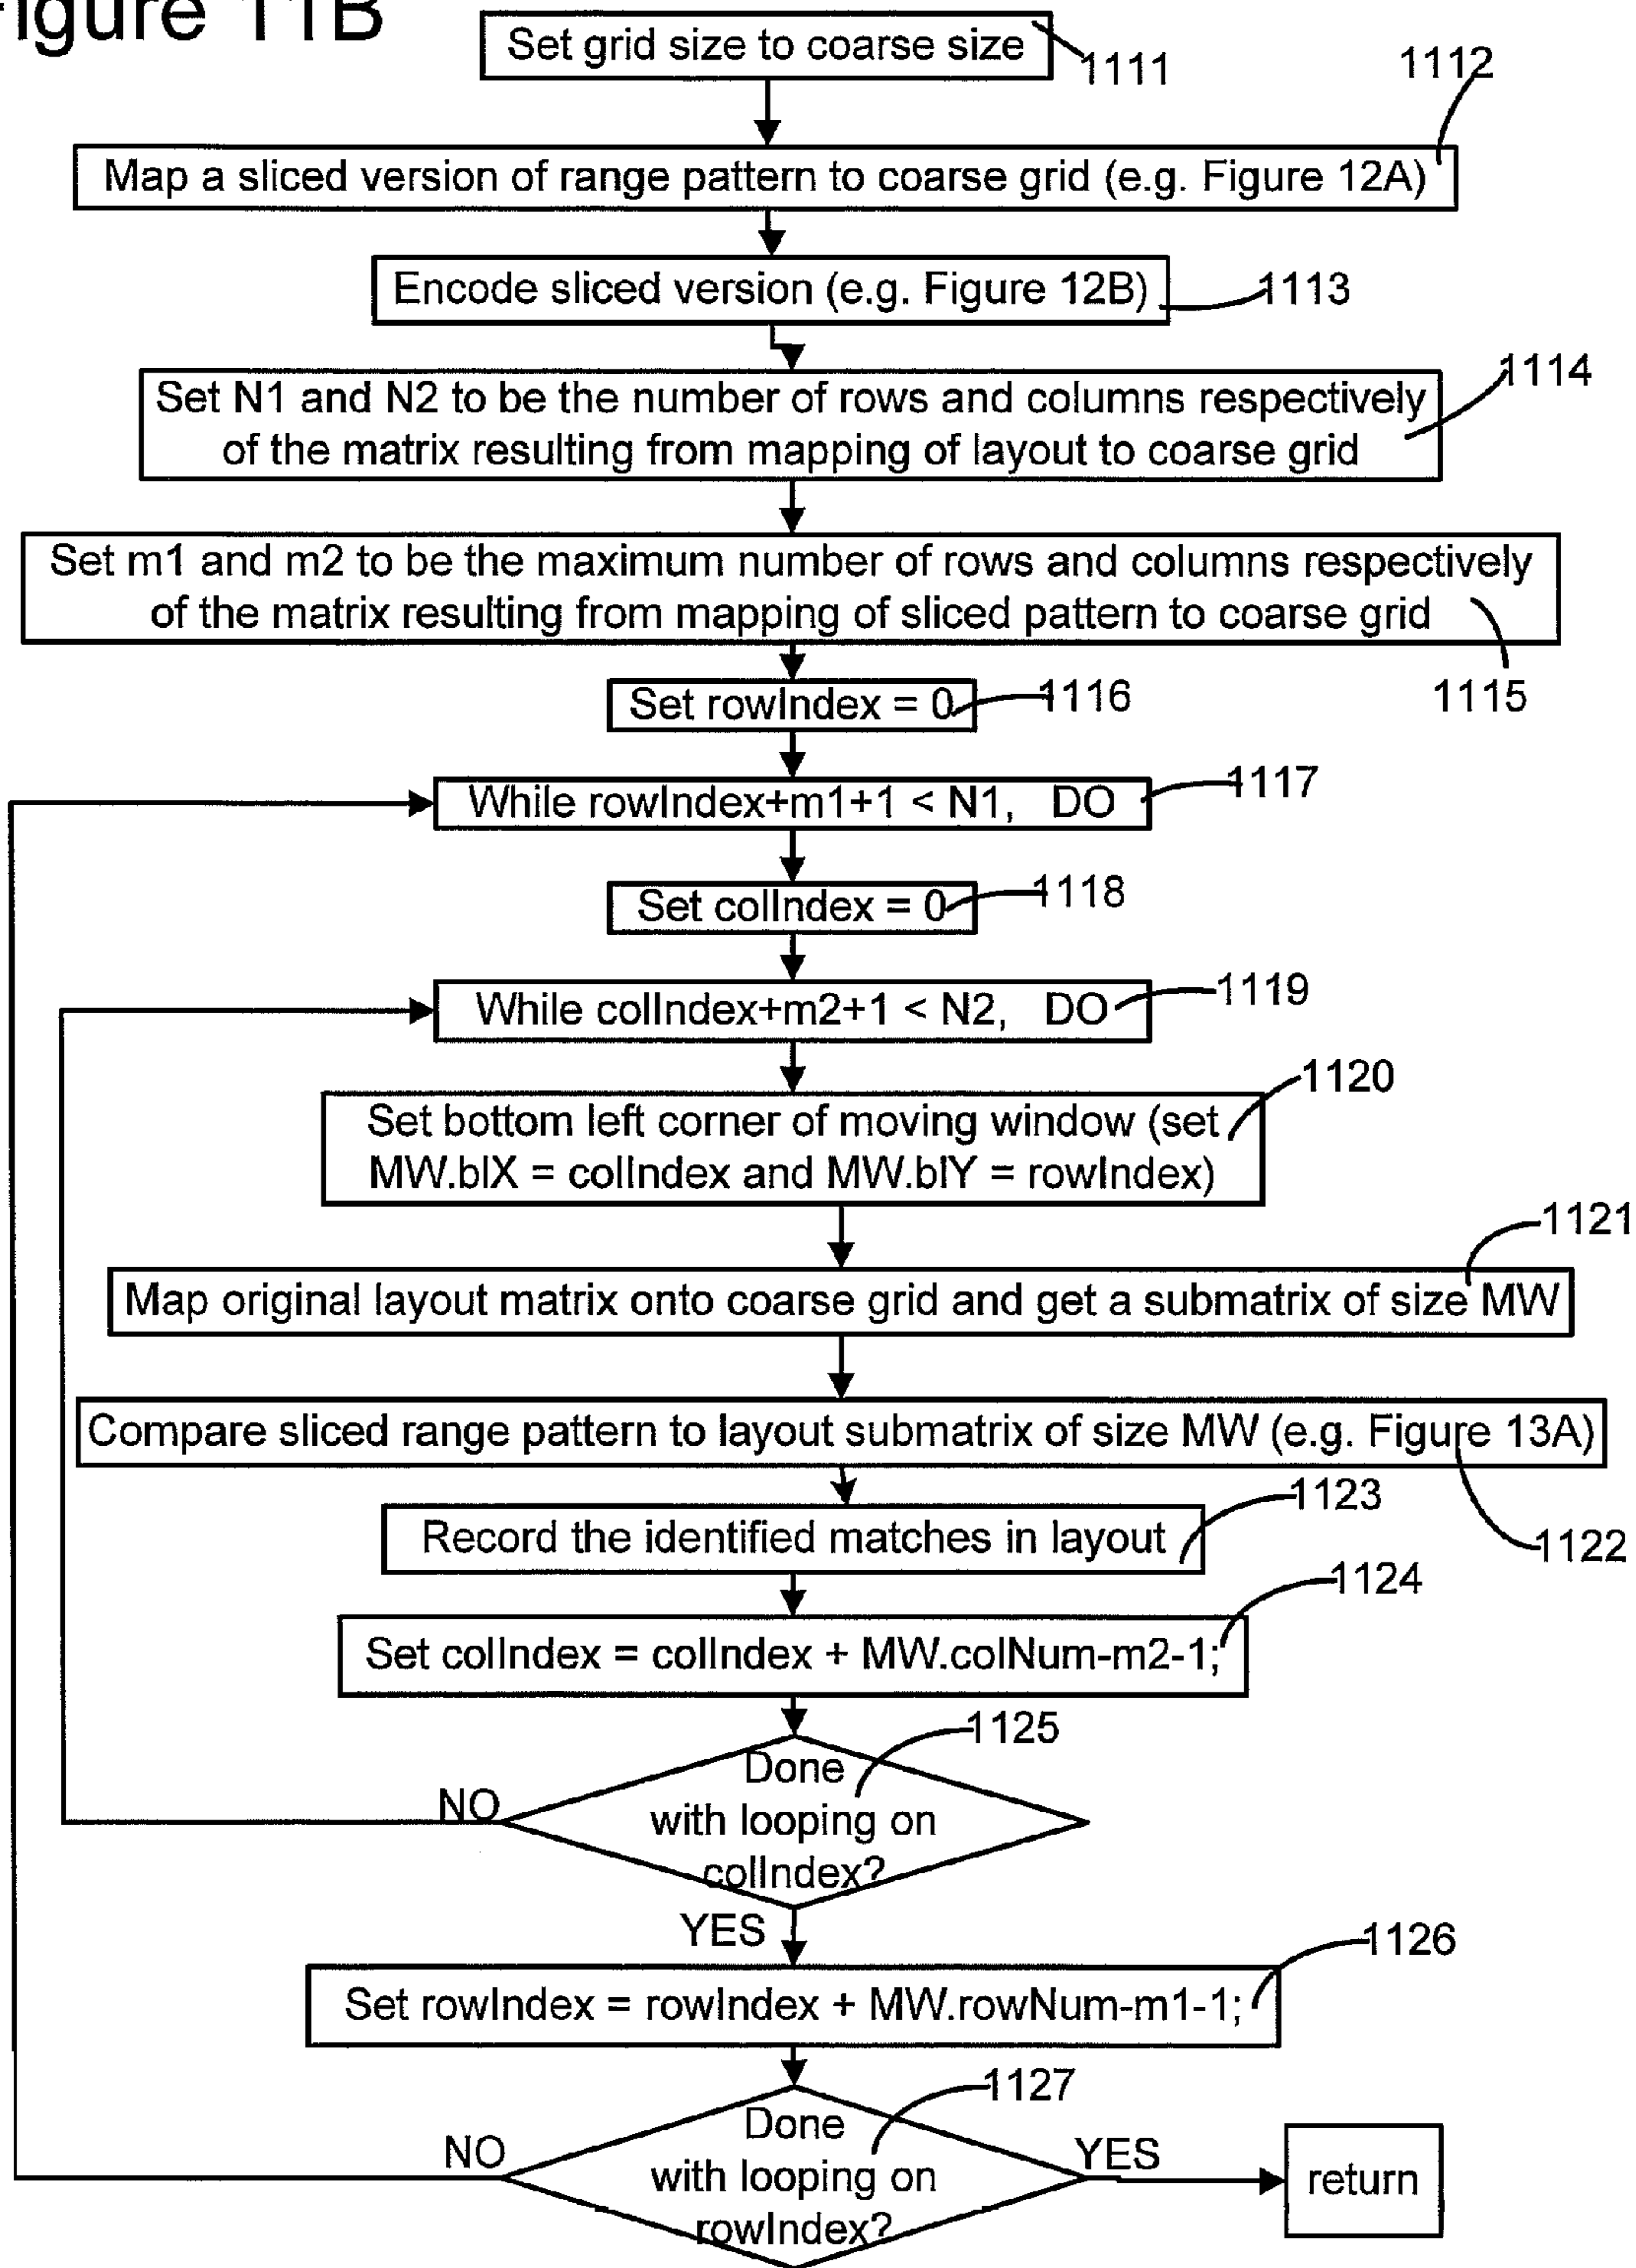 igure 11B
Set grid size to coarse size
1111
1112
Map a sliced version of range pattern to coarse grid (e.g. Figure 12A)
Encode sliced version (e.g. Figure 12B)
1113
1114
Set N1 and N2 to be the number of rows and columns respectively
of the matrix resulting from mapping of layout to coarse grid
Set m1 and m2 to be the maximum number of rows and columns respectively
of the matrix resulting from mapping of sliced pattern to coarse grid
1115
Set rowIndex = 0
1116
While rowIndex+m1+1 < N1, DO
1117
Set colIndex = 0
1118
While colIndex+m2+1 < N2, DO
1119
1120
Set bottom left corner of moving window (set
MW.blX = colIndex and MW.blY = rowIndex)
1121
Map original layout matrix onto coarse grid and get a submatrix of size MW
Compare sliced range pattern to layout submatrix of size MW (e.g. Figure 13A)
1122
1123
Record the identified matches in layout
1124
Set colIndex = colIndex + MW.colNum-m2-1;
1125
Done
with looping on
colIndex?
NO
YES
1126
Set rowIndex = rowIndex + MW.rowNum-m1-1;
1127
Done
with looping on
rowIndex?
NO
YES
return